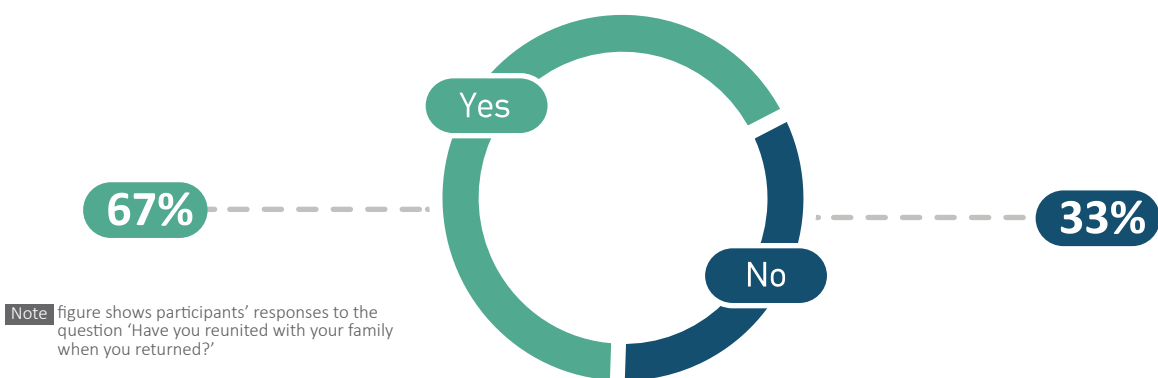 Yes
67%
33%
No
Note figure shows participants’ responses to the
question ‘Have you reunited with your family
when you returned?’